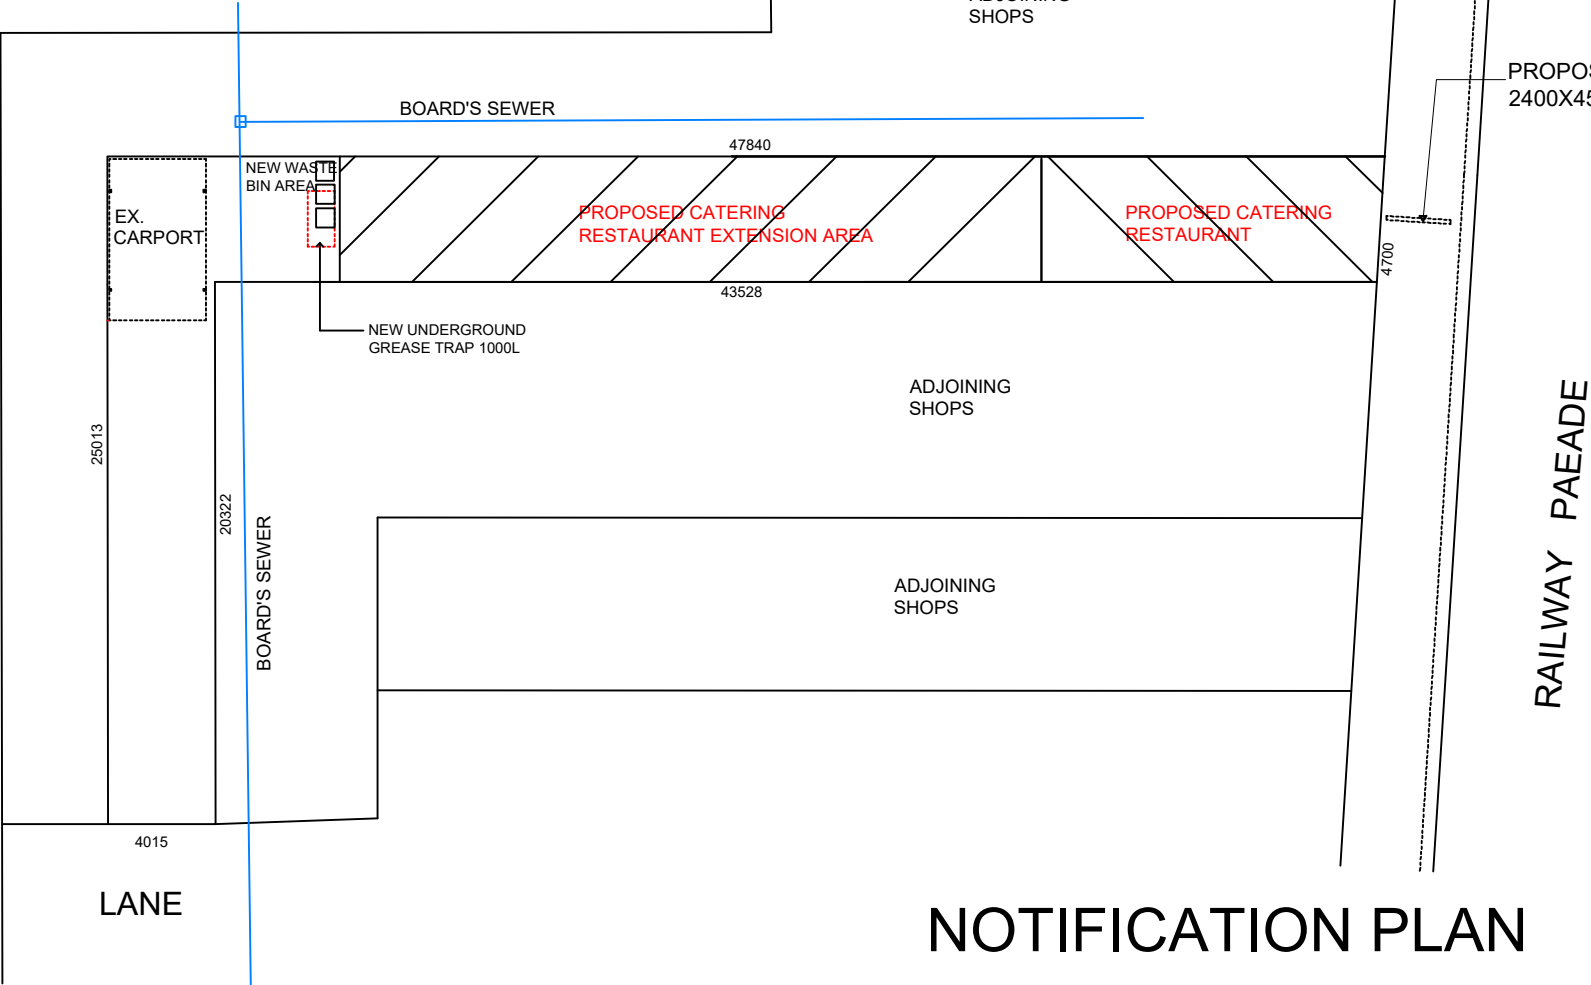 SHOPS
2400X45
BOARD'S SEWER
47840
NEW WASTE
BIN AREA
EX.
CARPORT
PROPOSED CATERING
RESTAURANT EXTENSION AREA
PROPOSED CATERING
RESTAURANT
4700
43528
NEW UNDERGROUND
GREASE TRAP 1000L
ADJOINING
SHOPS
25013
20322
BOARD'S SEWER
ADJOINING
SHOPS
RAILWAY PAEADE
4015
LANE
NOTIFICATION PLAN